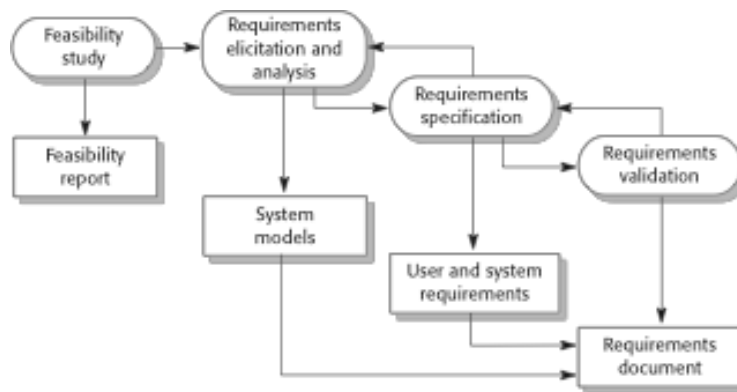 Feasibility
study
Requirements
elicitation and
analysis
Requirements
specification
Requirements
validation
Feasibility
report
System
models
User and system
requirements
Requirements
document